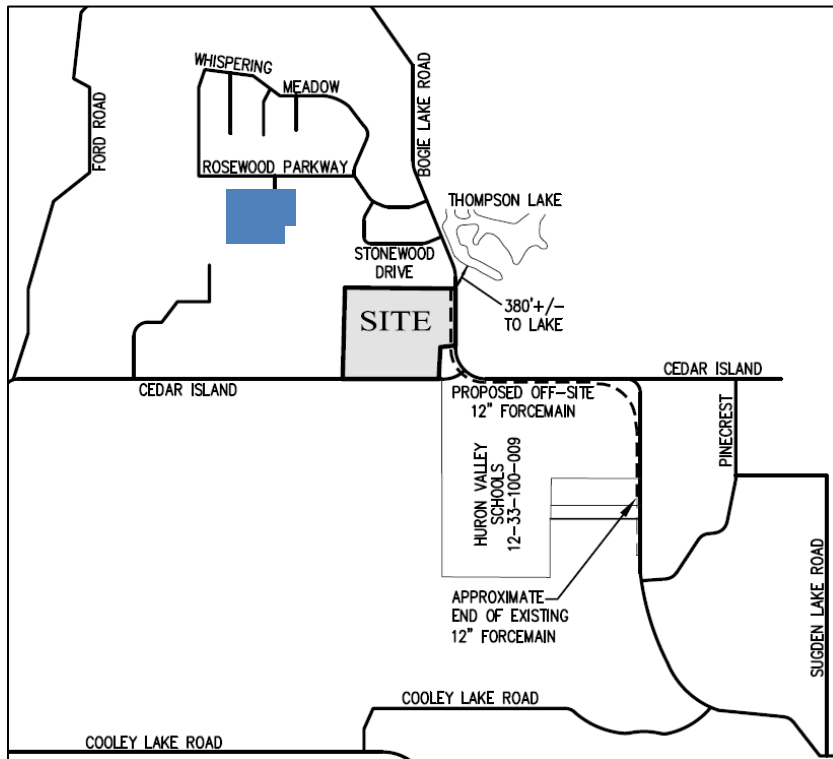 WHISPERING
MEADOW
FORD ROAD
BOGIE LAKE ROAD
ROSEWOOD PARKWAY
THOMPSON LAKE
STONEWOOD
DRIVE
380'+/-
TO LAKE
SITE
CEDAR ISLAND
CEDAR ISLAND
PROPOSED OFF-SITE
12" FORCEMAIN
PINECREST
HURON VALLEY
SCHOOLS
12-33-100-009
APPROXIMATE
END OF EXISTING
12" FORCEMAIN
SUGDEN LAKE ROAD
COOLEY LAKE ROAD
COOLEY LAKE ROAD